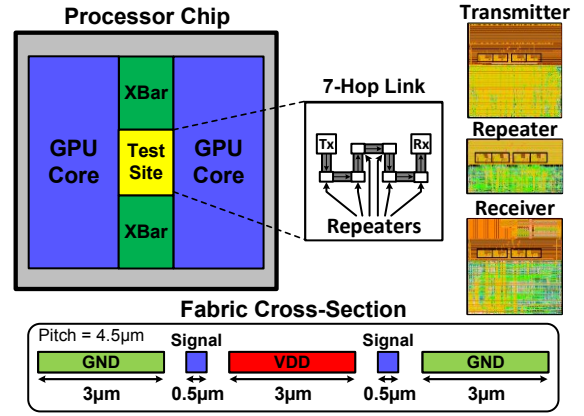 Processor Chip
GPU
Core
XBar
Test
Site
XBar
GPU
Core
7-Hop Link
Tx
Rx
Repeaters
Transmitter
Repeater
Receiver
Fabric Cross-Section
Pitch = 4.5µm
Signal
Signal
GND
VDD
GND
3µm
0.5µm
3µm
0.5µm
3µm